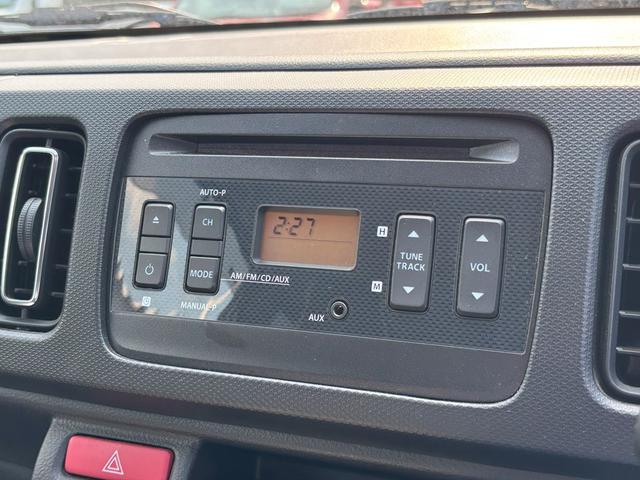 AUTO-P
CH
MODE
AM/FM/CD/AUX
MANUAL-P
2:27
H
M
TUNE
TRACK
VOL
AUX